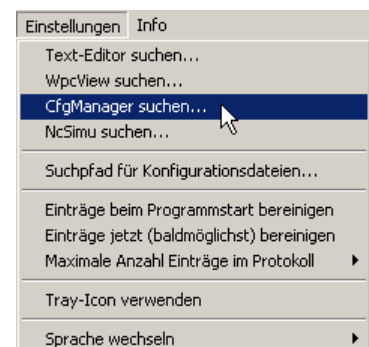 Einstellungen Info
Text-Editor suchen...
WpcView suchen...
CfgManager suchen...
NcSimu suchen...
Suchpfad für Konfigurationsdateien...
Einträge beim Programmstart bereinigen
Einträge jetzt (baldmöglichst) bereinigen
Maximale Anzahl Einträge im Protokoll
Tray-Icon verwenden
Sprache wechseln